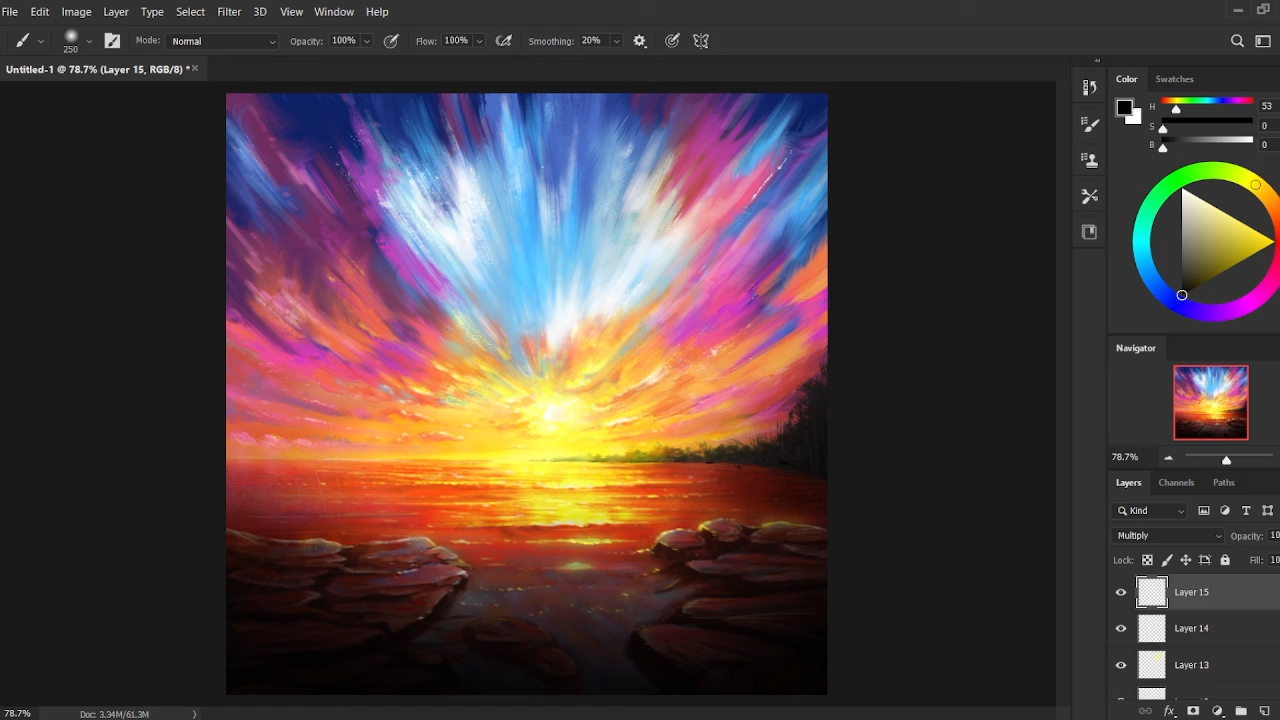 File Edit Image Layer Type Select Filter 3D View Window Help
250 Mode: Normal Opacity: 100% Flow: 100% Smoothing: 20%
Untitled-1 @ 78.7% (Layer 15, RGB/8) *
Color Swatches
H 53
S 0
B 0
Navigator
78.7%
Layers Channels Paths
Kind
Multiply Opacity: 10
Lock: Fill: 10
Layer 15
Layer 14
Layer 13
fx
78.7% Doc: 3.34M/61.3M